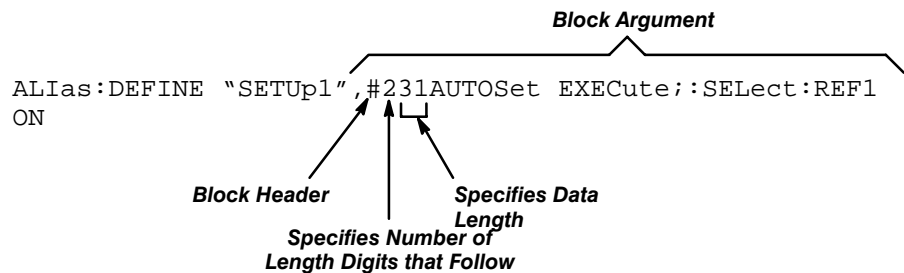 Block Argument
ALIas:DEFINE “SETUp1”,#231AUTOSet EXECute;:SELect:REF1
ON
Block Header
Specifies Data
Length
Specifies Number of
Length Digits that Follow